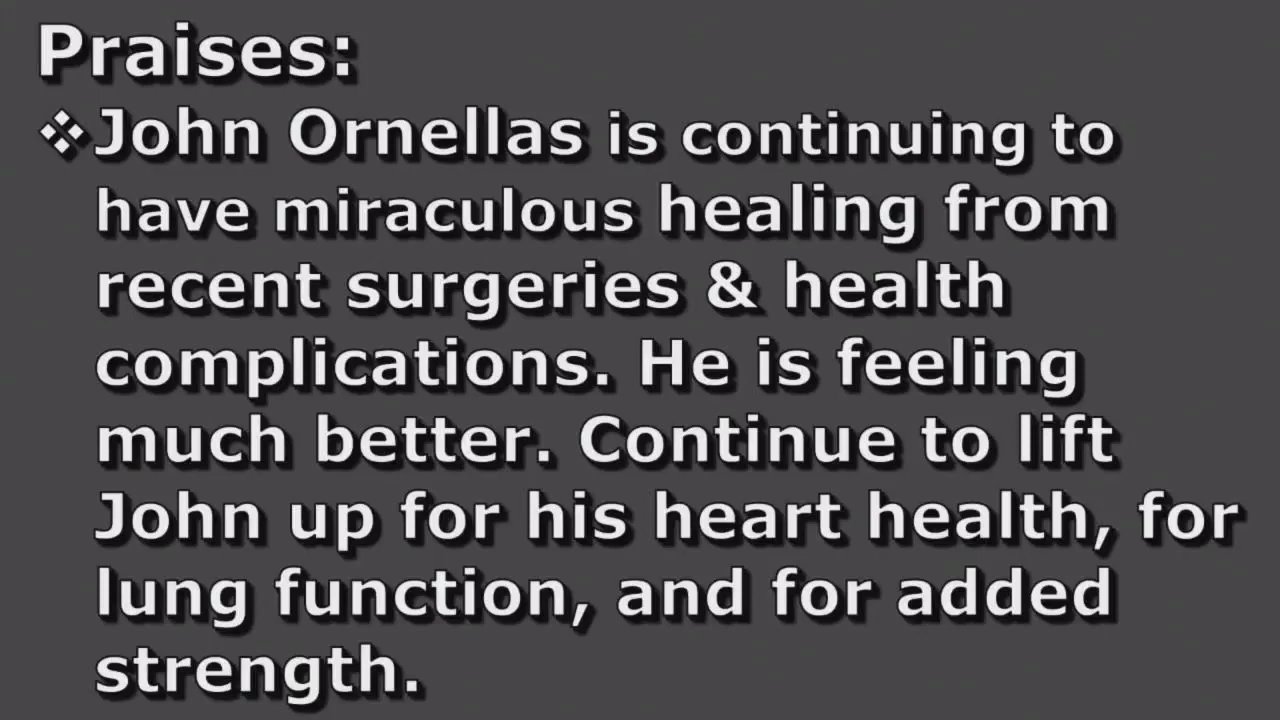 Praises:
❖John Ornellas is continuing to
have miraculous healing from
recent surgeries & health
complications. He is feeling
much better. Continue to lift
John up for his heart health, for
lung function, and for added
strength.